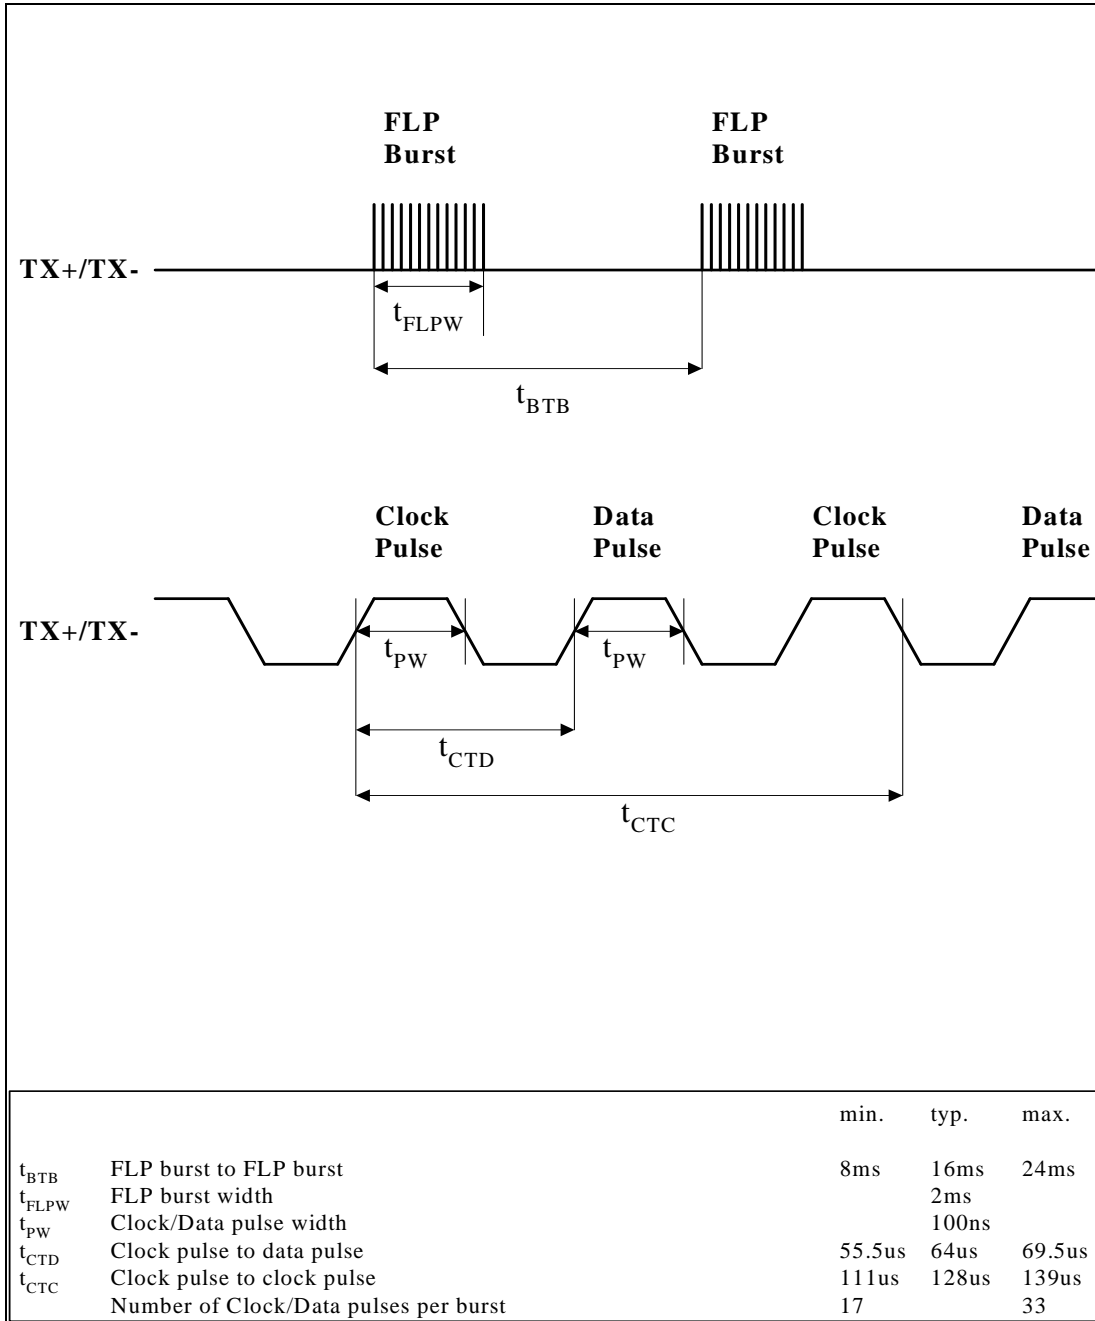 FLP Burst FLP Burst
TX+/TX-
tFLPW
tBTB
Clock Pulse Data Pulse Clock Pulse Data Pulse
TX+/TX-
tPW tPW
tCTD
tCTC
min. typ. max.
tBTB FLP burst to FLP burst 8ms 16ms 24ms
tFLPW FLP burst width 2ms
tPW Clock/Data pulse width 100ns
tCTD Clock pulse to data pulse 55.5us 64us 69.5us
tCTC Clock pulse to clock pulse 111us 128us 139us
Number of Clock/Data pulses per burst 17 33